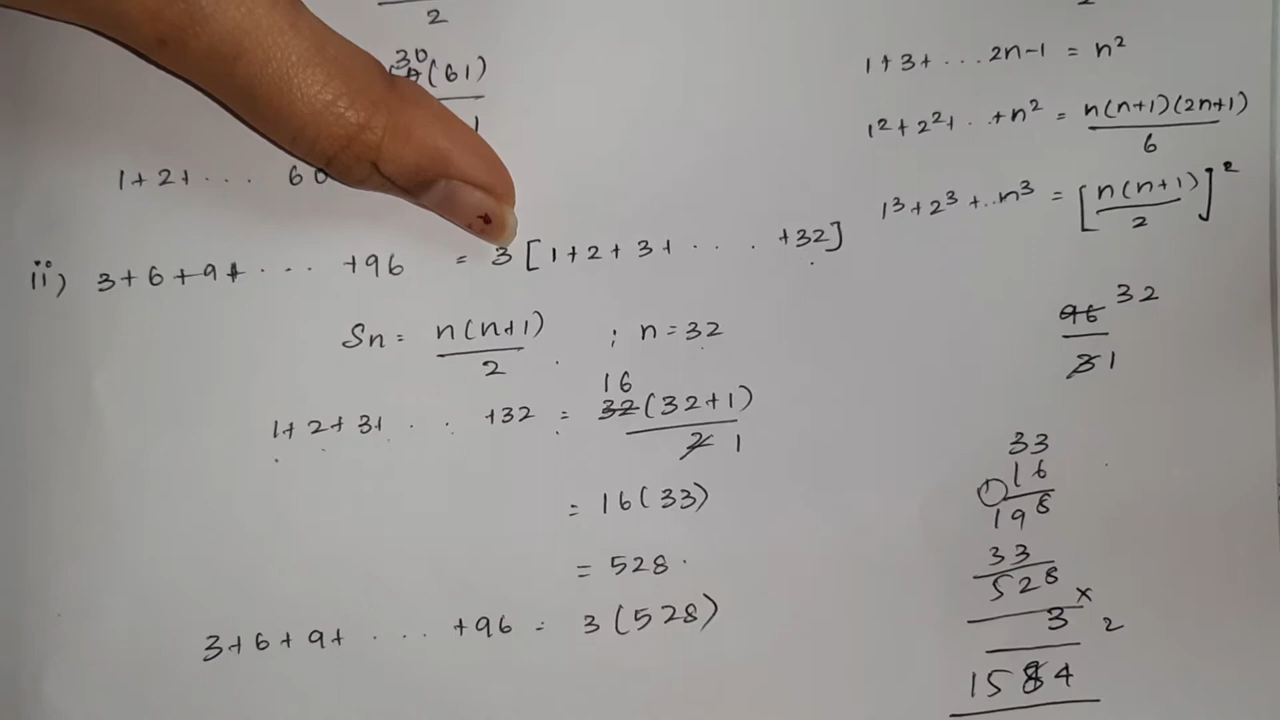 2
30
(61)
1
1+2+... 60
ii) 3+6+9+... +96 = 3[1+2+3+.... +32]
Sn = n(n+1)/2 ; n=32
16
1+2+3+... +32 = 32(32+1)/2 1
= 16(33)
= 528.
3+6+9+... +96 = 3(528)
1+3+...2n-1 = n²
1²+2²+...+n² = n(n+1)(2n+1)/6
1³+2³+..n³ = [n(n+1)/2]²
96 32
3 1
33
16
1
198
33
528
× 3
2
1584